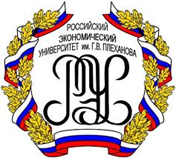 РОССИЙСКИЙ
ЭКОНОМИЧЕСКИЙ
УНИВЕРСИТЕТ им. Г.В. ПЛЕХАНОВА
РЭУ